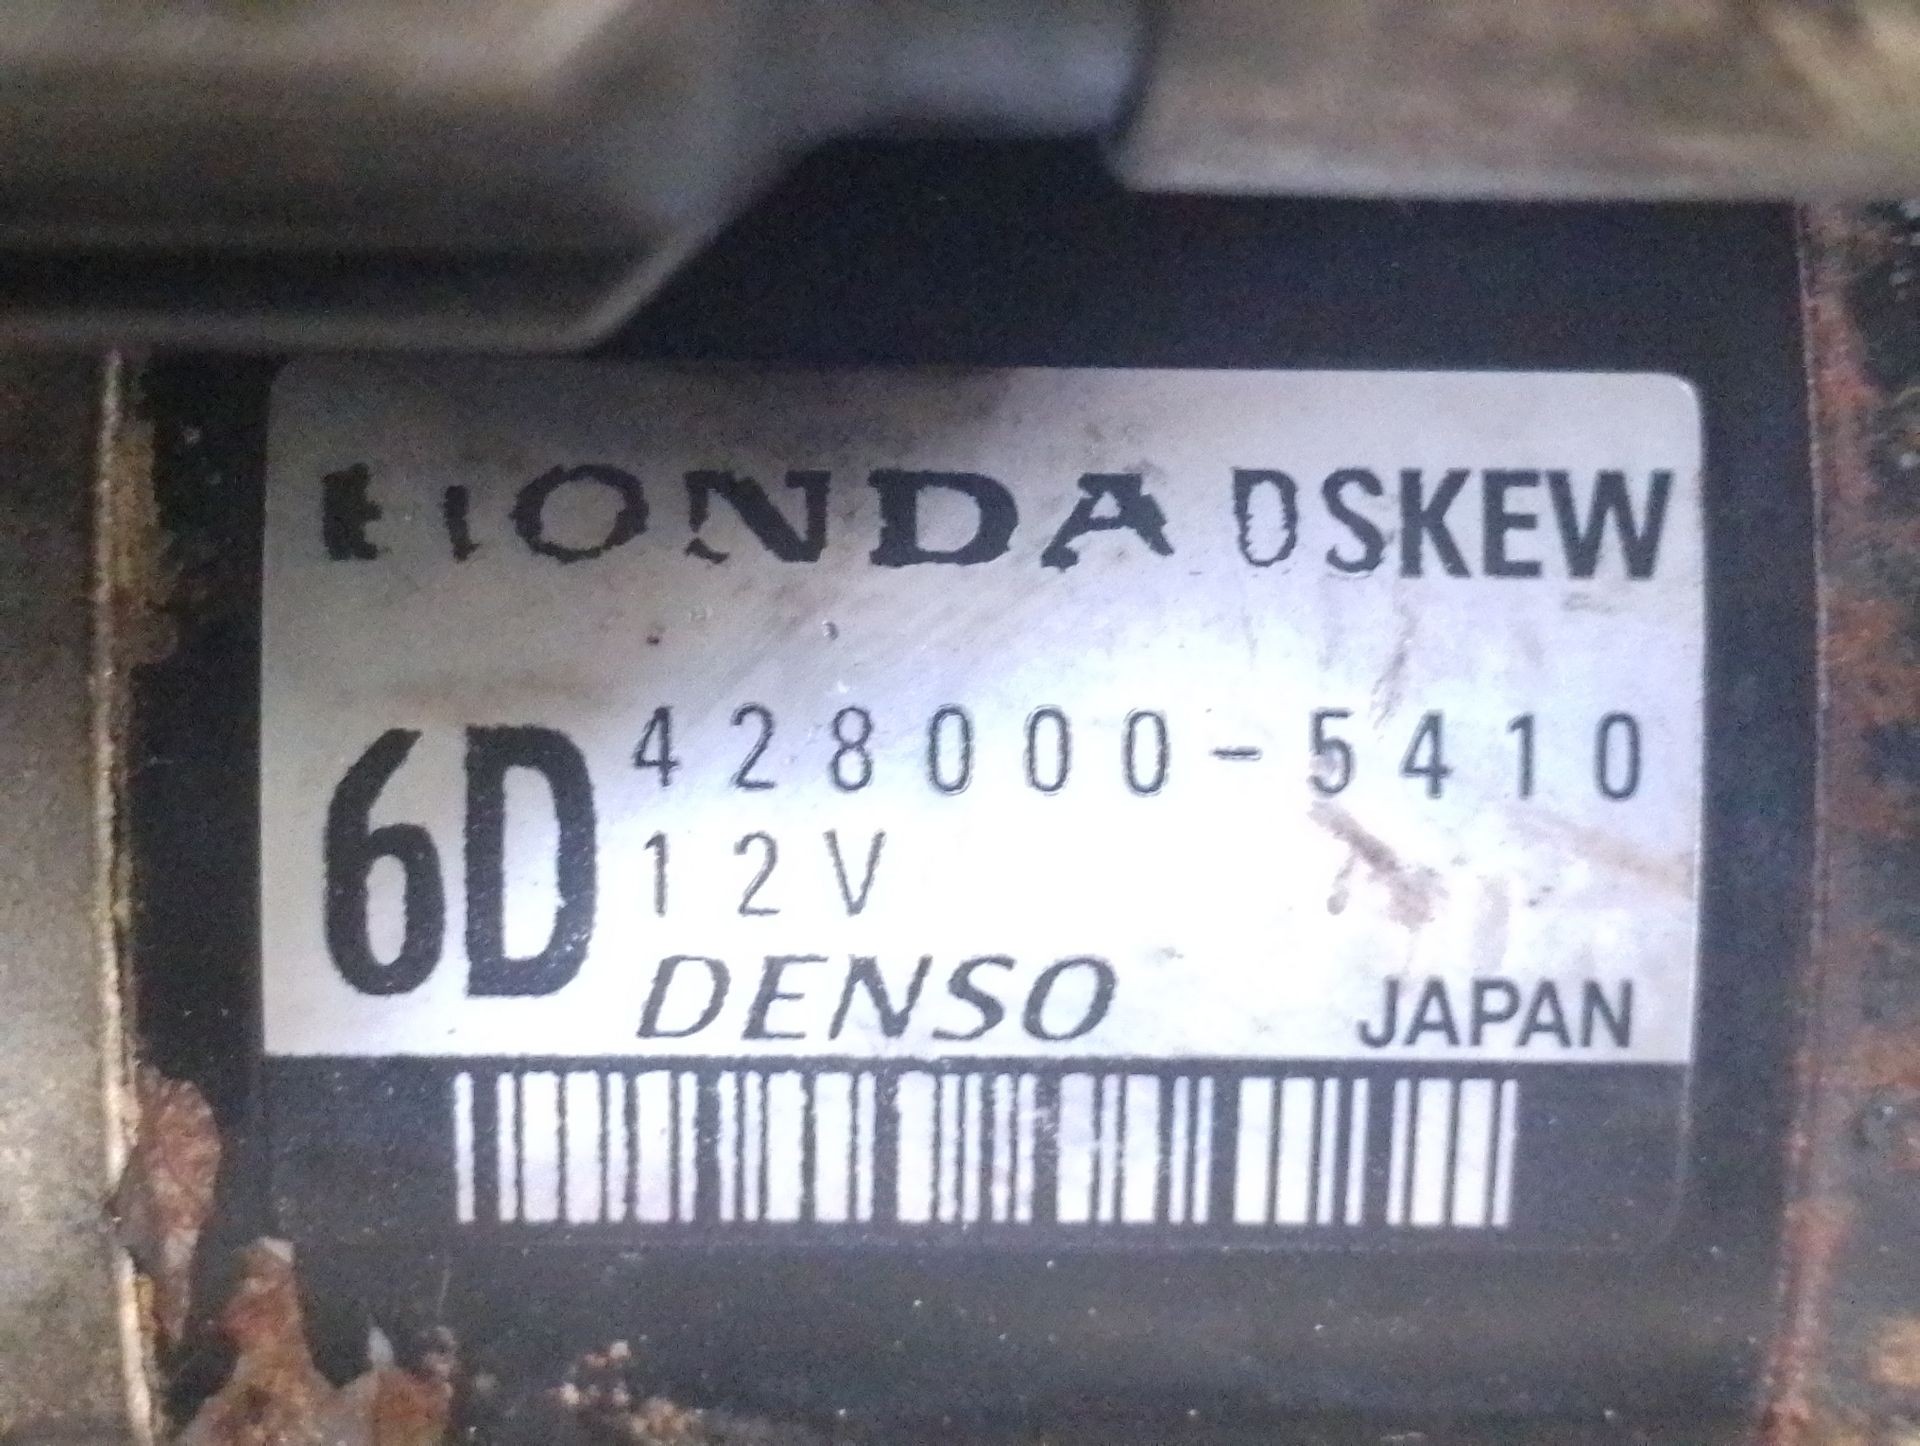 HONDA DSKEW
6D 428000-5410
12V
DENSO JAPAN